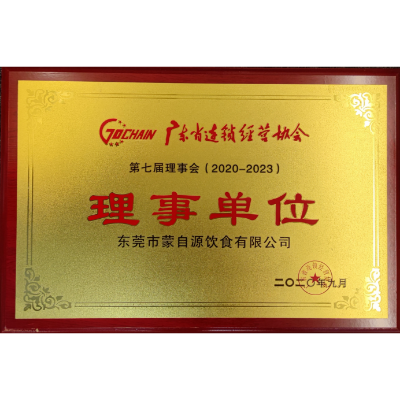 GDCHAIN 广东省连锁经营协会
第七届理事会（2020-2023）
理事单位
东莞市蒙自源饮食有限公司
二〇二〇年九月